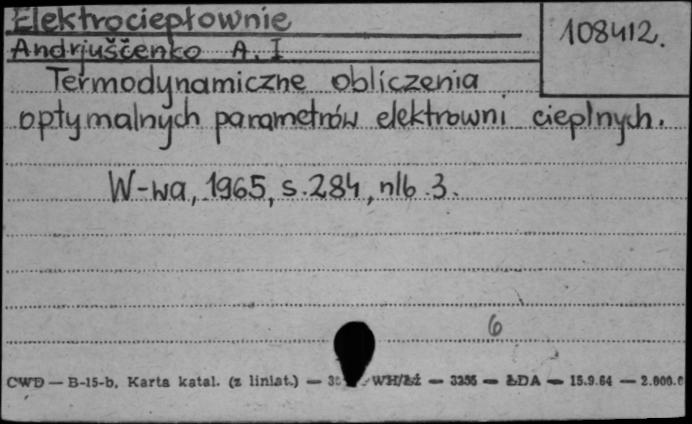 Elektrociepłownie
108412.
Andrjuščenko A. I
Termodynamiczne obliczenia
optymalnych parametrów elektrowni cieplnych.
W-wa, 1965, s. 284, nlb 3.
6
CWD — B-15-b, Karta katal. (z liniat.) — WH/Łź — 3355 — ŁDA — 15.9.64 — 2.000.0